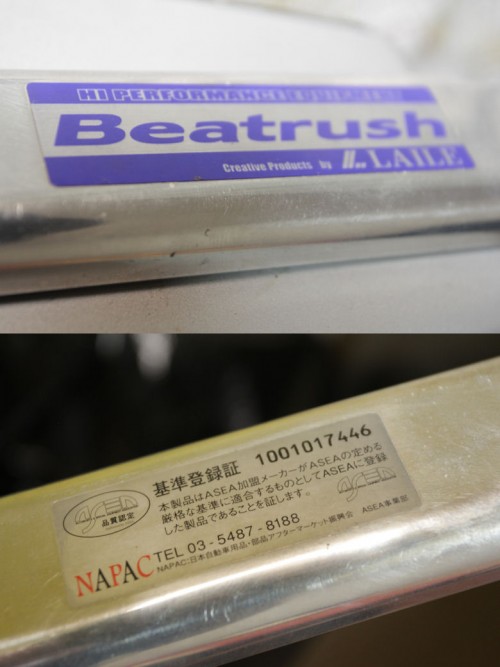 HI PERFORMANCE EQUIPMENT
Beatrush
Creative Products by LAILE
ASEA
品質認定
基準登録証 1001017446
本製品はASEA加盟メーカーがASEAの定める
厳格な基準に適合するものとしてASEAに登録
した製品であることを証します。
ASEA
NAPAC
TEL 03-5487-8188
NAPAC:日本自動車用品・部品アフターマーケット振興会 ASEA事業部